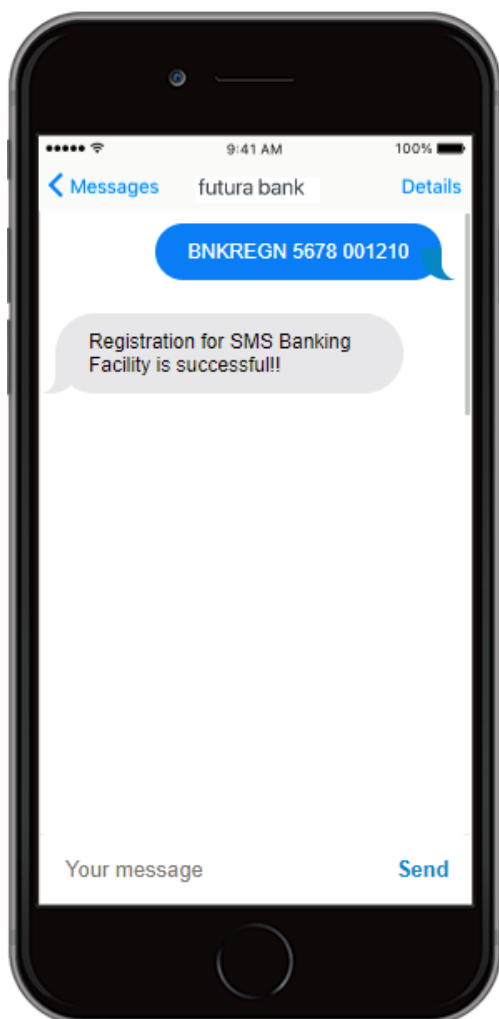 9:41 AM
100%
Messages
futura bank
Details
BNKREGN 5678 001210
Registration for SMS Banking
Facility is successful!!
Your message
Send